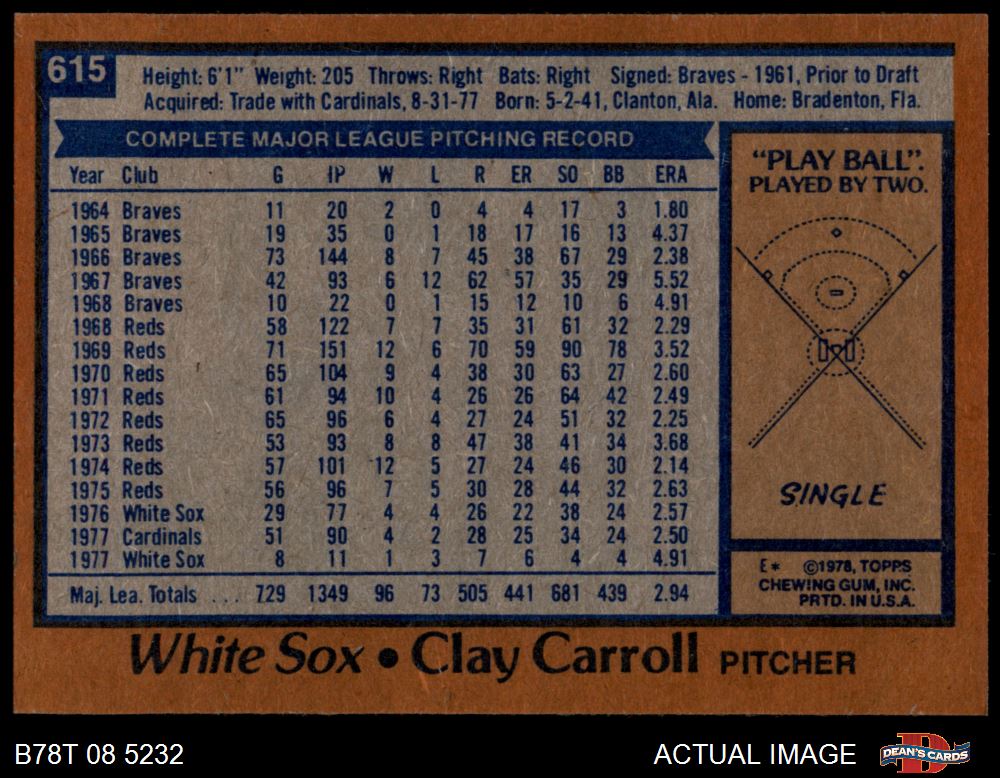 615
Height: 6'1" Weight: 205 Throws: Right Bats: Right Signed: Braves - 1961, Prior to Draft
Acquired: Trade with Cardinals, 8-31-77 Born: 5-2-41, Clanton, Ala. Home: Bradenton, Fla.
COMPLETE MAJOR LEAGUE PITCHING RECORD
Year Club G IP W L R ER SO BB ERA
1964 Braves 11 20 2 0 4 4 17 3 1.80
1965 Braves 19 35 0 1 18 17 16 13 4.37
1966 Braves 73 144 8 7 45 38 67 29 2.38
1967 Braves 42 93 6 12 62 57 35 29 5.52
1968 Braves 10 22 0 1 15 12 10 6 4.91
1968 Reds 58 122 7 7 35 31 61 32 2.29
1969 Reds 71 151 12 6 70 59 90 78 3.52
1970 Reds 65 104 9 4 38 30 63 27 2.60
1971 Reds 61 94 10 4 26 26 64 42 2.49
1972 Reds 65 96 6 4 27 24 51 32 2.25
1973 Reds 53 93 8 8 47 38 41 34 3.68
1974 Reds 57 101 12 5 27 24 46 30 2.14
1975 Reds 56 96 7 5 30 28 44 32 2.63
1976 White Sox 29 77 4 4 26 22 38 24 2.57
1977 Cardinals 51 90 4 2 28 25 34 24 2.50
1977 White Sox 8 11 1 3 7 6 4 4 4.91
Maj. Lea. Totals ... 729 1349 96 73 505 441 681 439 2.94
"PLAY BALL".
PLAYED BY TWO.
SINGLE
E* ©1978, TOPPS
CHEWING GUM, INC.
PRTD. IN U.S.A.
White Sox • Clay Carroll PITCHER
B78T 08 5232
ACTUAL IMAGE
DEAN'S CARDS